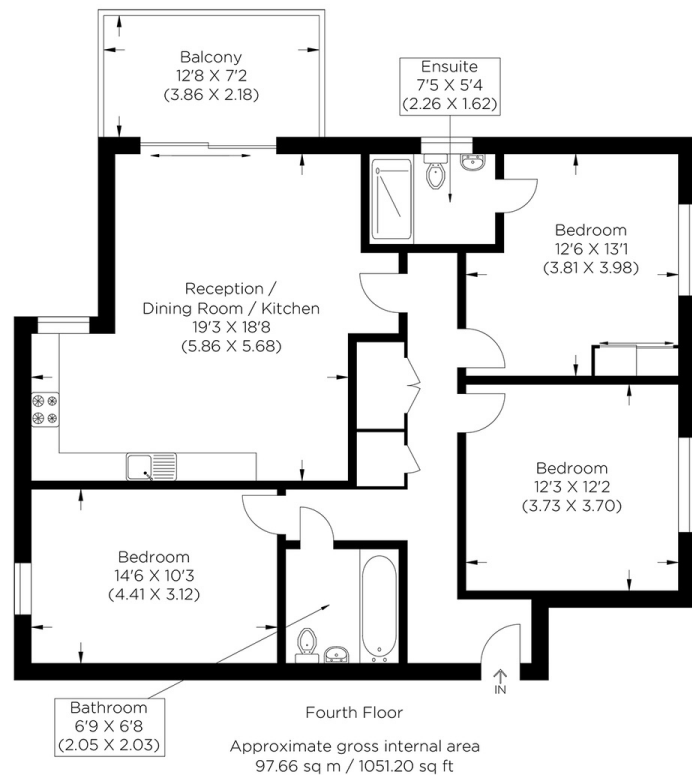 Balcony
12'8 X 7'2
(3.86 X 2.18)
Ensuite
7'5 X 5'4
(2.26 X 1.62)
Bedroom
12'6 X 13'1
(3.81 X 3.98)
Reception /
Dining Room / Kitchen
19'3 X 18'8
(5.86 X 5.68)
Bedroom
12'3 X 12'2
(3.73 X 3.70)
Bedroom
14'6 X 10'3
(4.41 X 3.12)
IN
Bathroom
6'9 X 6'8
(2.05 X 2.03)
Fourth Floor
Approximate gross internal area
97.66 sq m / 1051.20 sq ft